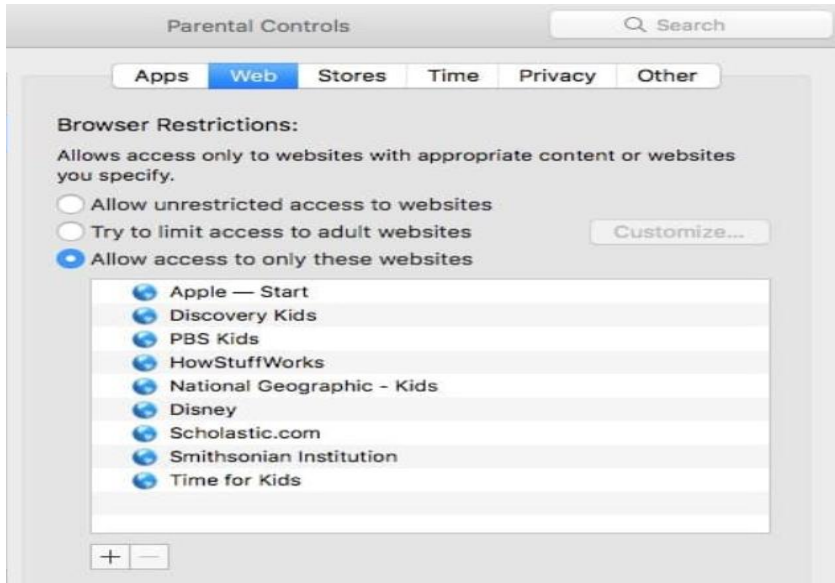 Parental Controls
Search
Apps Web Stores Time Privacy Other
Browser Restrictions:
Allows access only to websites with appropriate content or websites
you specify.
Allow unrestricted access to websites
Try to limit access to adult websites Customize...
Allow access to only these websites
Apple — Start
Discovery Kids
PBS Kids
HowStuffWorks
National Geographic - Kids
Disney
Scholastic.com
Smithsonian Institution
Time for Kids